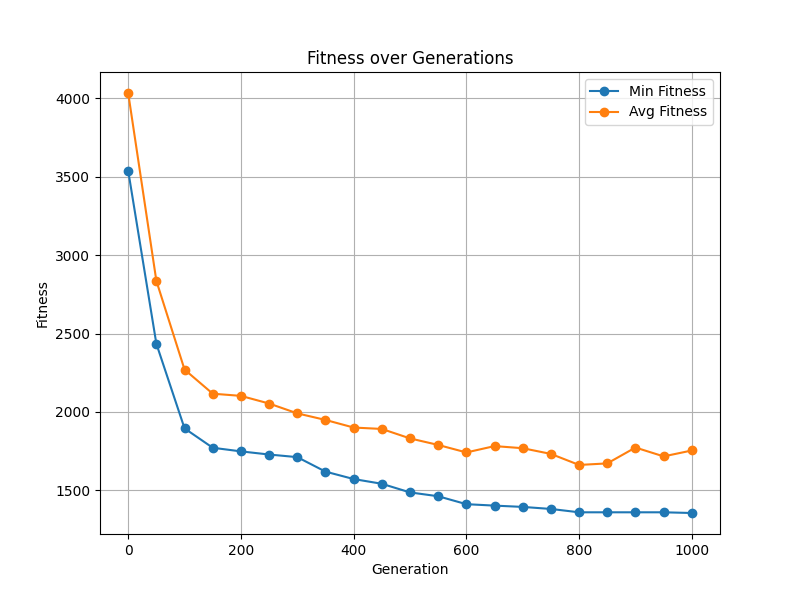 Fitness over Generations
Min Fitness
Avg Fitness
4000
3500
3000
2500
2000
1500
Fitness
0 200 400 600 800 1000
Generation